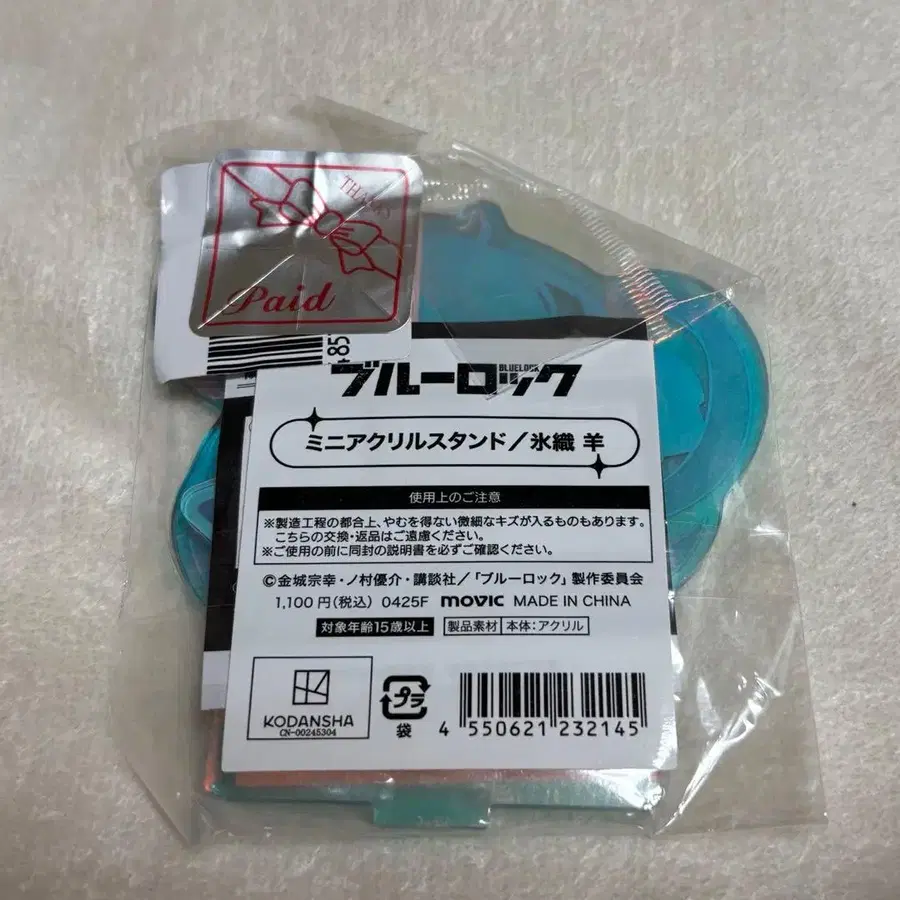 THANKS
Paid
85
ブルーロック
BLUELOCK
ミニアクリルスタンド/氷織 羊
使用上のご注意
※製造工程の都合上、やむを得ない微細なキズが入るものもあります。
こちらの交換・返品はご遠慮ください。
※ご使用の前に同封の説明書を必ずご確認ください。
©金城宗幸・ノ村優介・講談社/「ブルーロック」製作委員会
1,100円(税込) 0425F movic MADE IN CHINA
対象年齢15歳以上 製品素材 本体:アクリル
KODANSHA
CN-00245304
プラ
袋
4 550621 232145